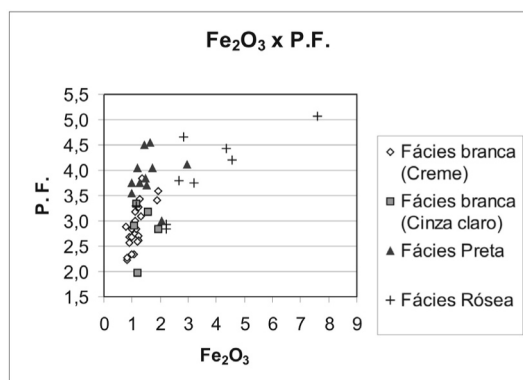 Fe₂O₃ x P.F.
5,5
5,0
4,5
4,0
3,5
3,0
2,5
2,0
1,5
P. F.
0 1 2 3 4 5 6 7 8 9
Fe₂O₃
Fácies branca
(Creme)
Fácies branca
(Cinza claro)
Fácies Preta
Fácies Rósea